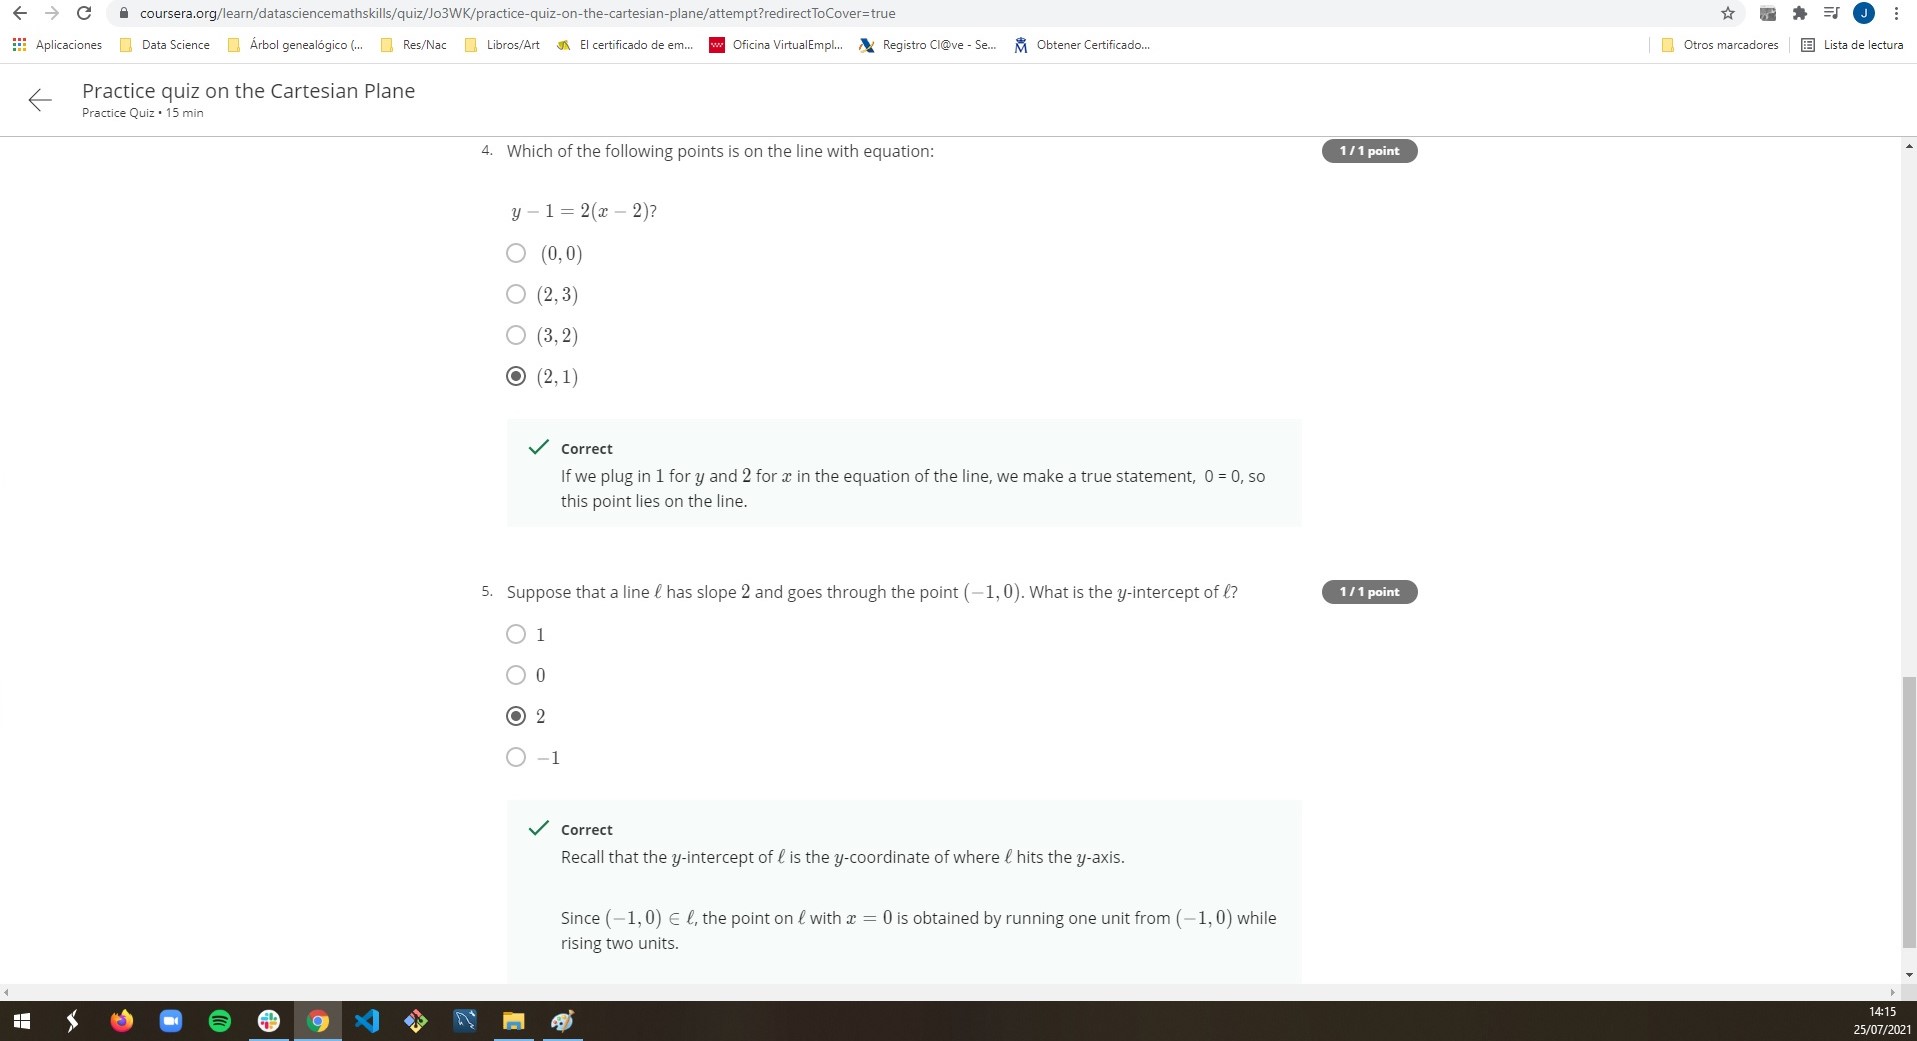 coursera.org/learn/datasciencemathskills/quiz/Jo3WK/practice-quiz-on-the-cartesian-plane/attempt?redirectToCover=true
J
Aplicaciones Data Science Árbol genealógico (... Res/Nac Libros/Art El certificado de em... Oficina VirtualEmpl... Registro Cl@ve - Se... Obtener Certificado... Otros marcadores Lista de lectura
Practice quiz on the Cartesian Plane
Practice Quiz • 15 min
4. Which of the following points is on the line with equation: 1 / 1 point
y − 1 = 2(x − 2)?
(0, 0)
(2, 3)
(3, 2)
(2, 1)
Correct
If we plug in 1 for y and 2 for x in the equation of the line, we make a true statement, 0 = 0, so
this point lies on the line.
5. Suppose that a line ℓ has slope 2 and goes through the point (−1, 0). What is the y-intercept of ℓ? 1 / 1 point
1
0
2
−1
Correct
Recall that the y-intercept of ℓ is the y-coordinate of where ℓ hits the y-axis.
Since (−1, 0) ∈ ℓ, the point on ℓ with x = 0 is obtained by running one unit from (−1, 0) while
rising two units.
14:15
25/07/2021